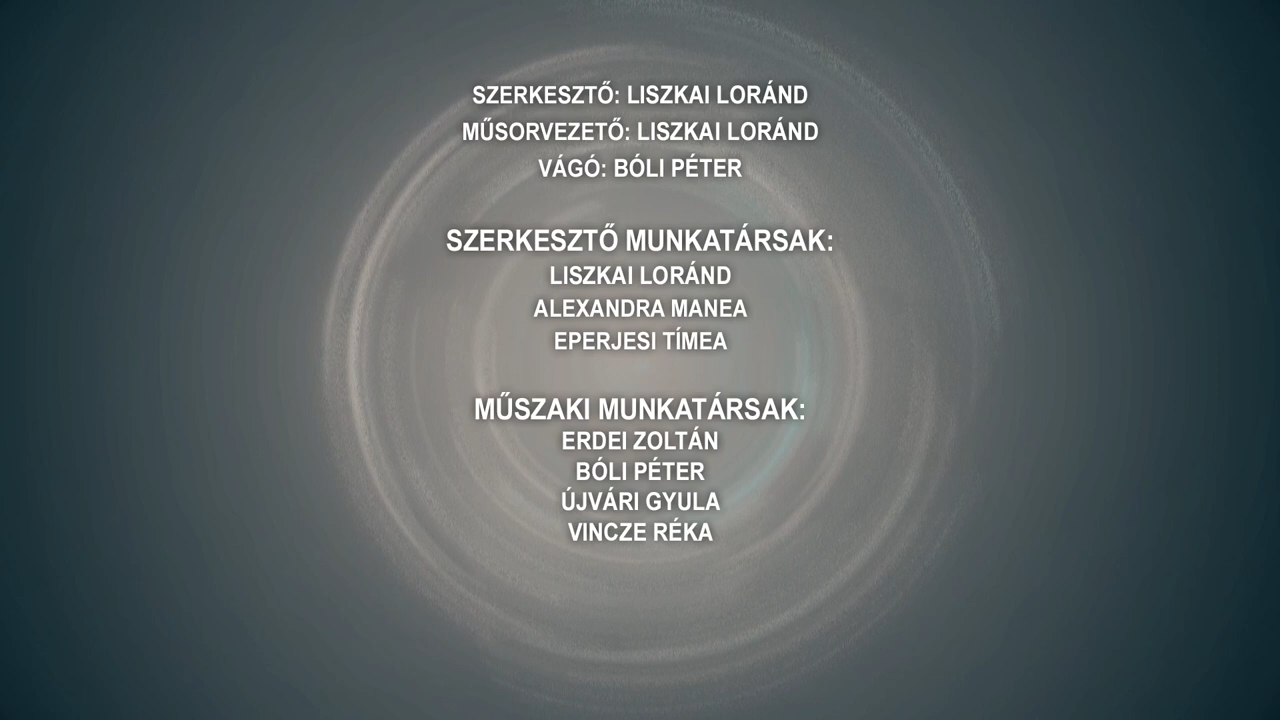 SZERKESZTŐ: LISZKAI LORÁND
MŰSORVEZETŐ: LISZKAI LORÁND
VÁGÓ: BÓLI PÉTER
SZERKESZTŐ MUNKATÁRSAK:
LISZKAI LORÁND
ALEXANDRA MANEA
EPERJESI TÍMEA
MŰSZAKI MUNKATÁRSAK:
ERDEI ZOLTÁN
BÓLI PÉTER
ÚJVÁRI GYULA
VINCZE RÉKA